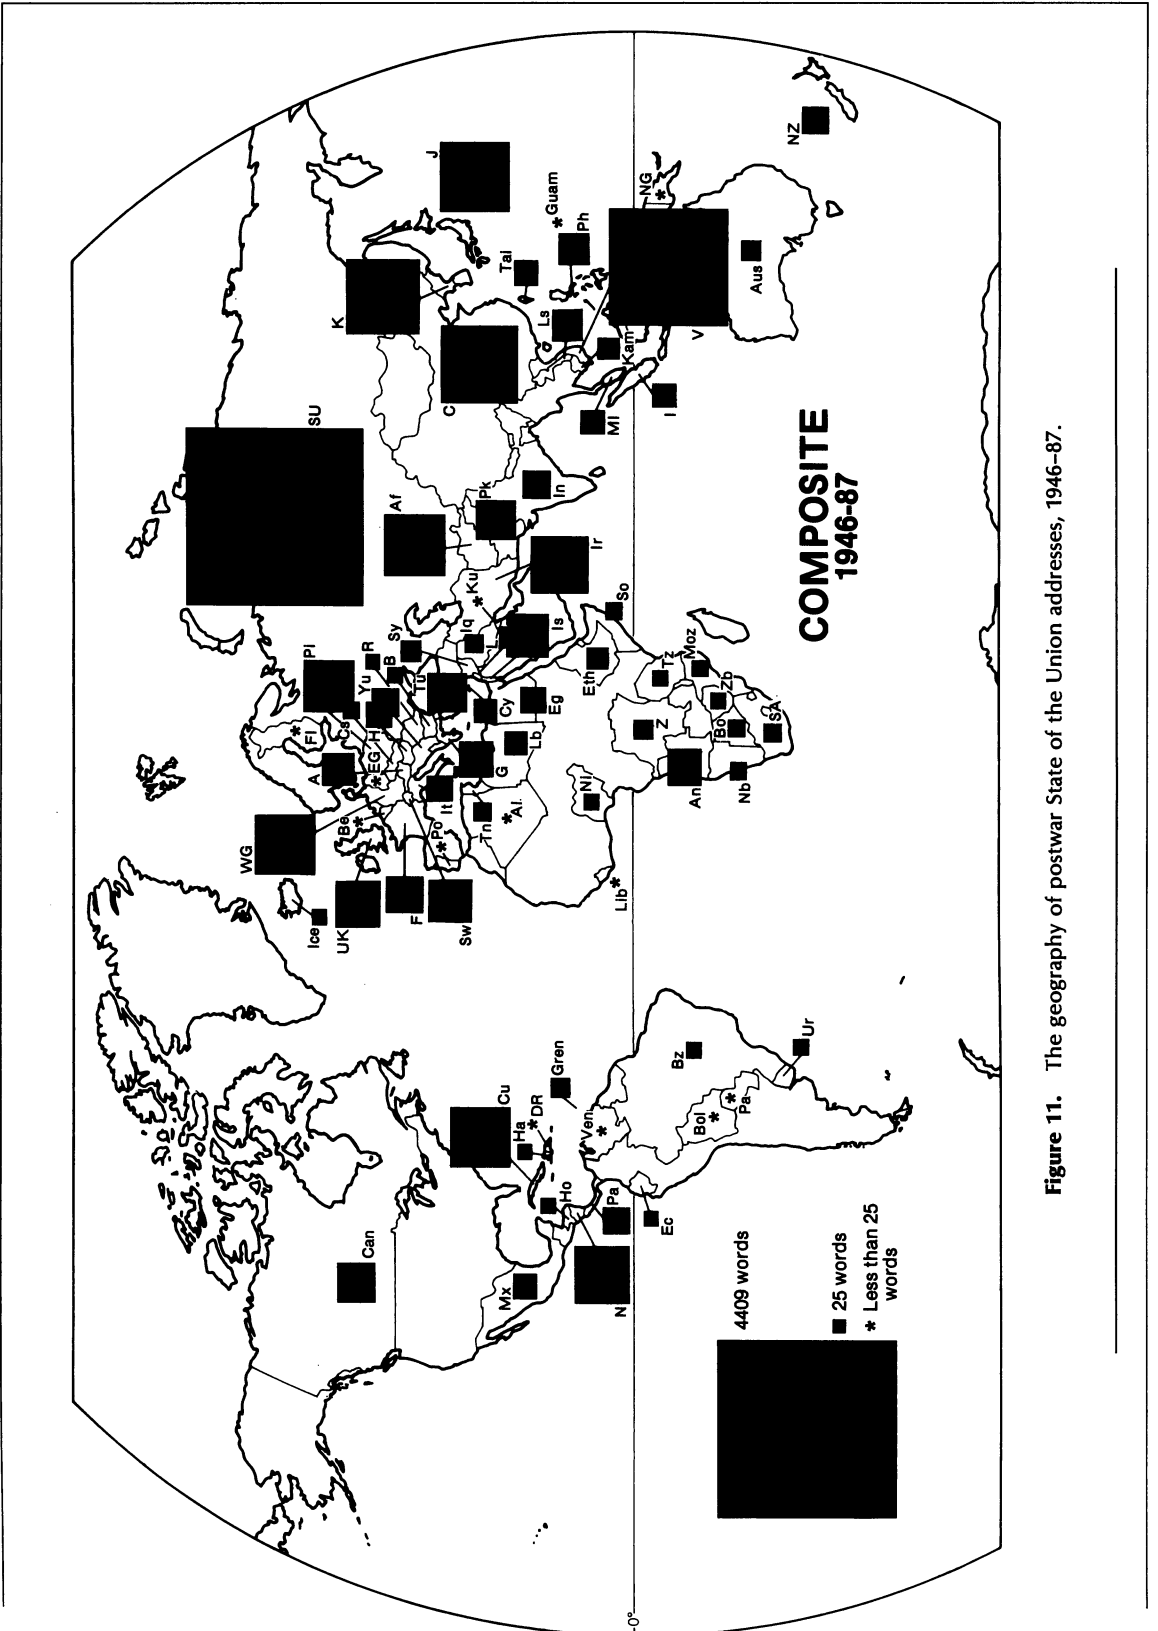 SU
K
J
C
Tai
*Guam
Ph
Ls
NG
*
NZ
V
Aus
Kam
MI
I
In
Pk
Af
Ir
Ku
*
So
Is
L
Iq
Sy
R
B
Pl
Yu
Cs
H
Tu
*
Fl
A
EG
*
WG
Be
*
Ice
UK
F
Sw
Po
*
It
G
Cy
Eg
Lb
Tn
*Al.
Ni
Lib*
Eth
Tz
Moz
Z
Zb
Bo
SA
An
Nb
Can
Mx
Cu
Ha
*DR
Gren
Ho
N
Pa
Ven
*
Ec
Bz
Bol
*
*
Pa
Ur
0°
COMPOSITE
1946-87
4409 words
25 words
* Less than 25
words
Figure 11. The geography of postwar State of the Union addresses, 1946–87.